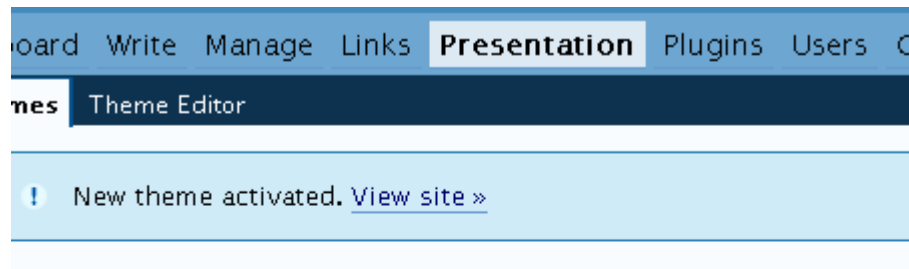 oard Write Manage Links Presentation Plugins Users
mes Theme Editor
! New theme activated. View site »